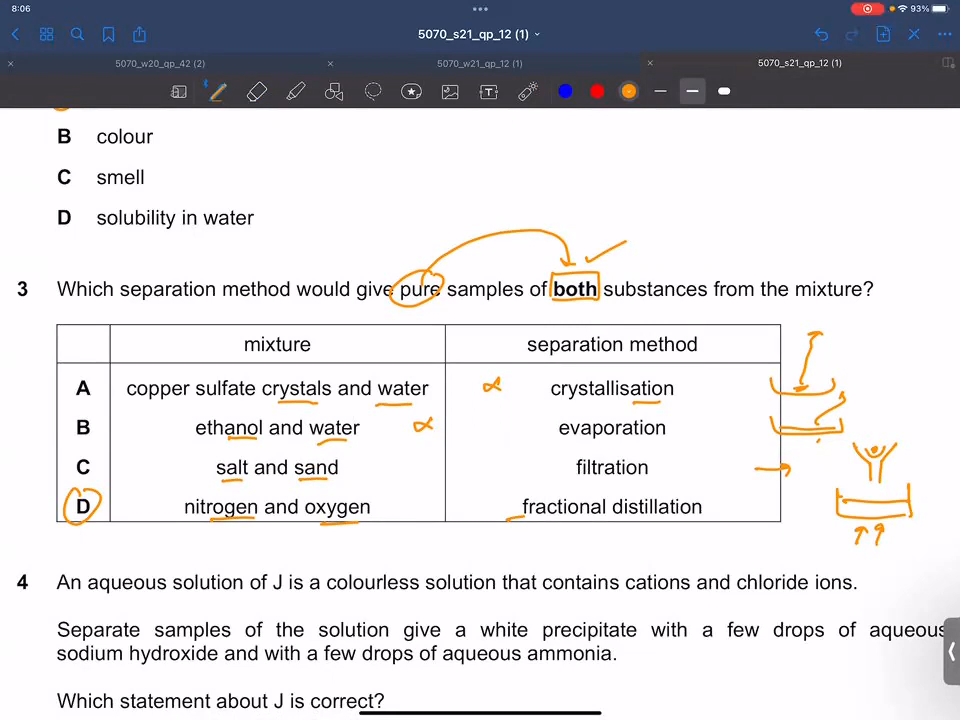 8:06
93%
5070_s21_qp_12 (1)
5070_w20_qp_42 (2)
5070_w21_qp_12 (1)
5070_s21_qp_12 (1)
B colour
C smell
D solubility in water
3 Which separation method would give pure samples of both substances from the mixture?
mixture separation method
A copper sulfate crystals and water crystallisation
B ethanol and water evaporation
C salt and sand filtration
D nitrogen and oxygen fractional distillation
4 An aqueous solution of J is a colourless solution that contains cations and chloride ions.
Separate samples of the solution give a white precipitate with a few drops of aqueous
sodium hydroxide and with a few drops of aqueous ammonia.
Which statement about J is correct?